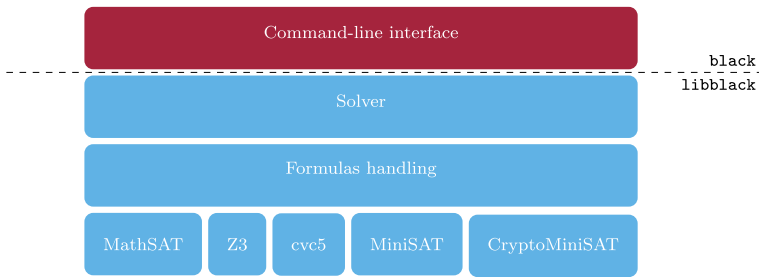 Command-line interface
black
libblack
Solver
Formulas handling
MathSAT Z3 cvc5 MiniSAT CryptoMiniSAT